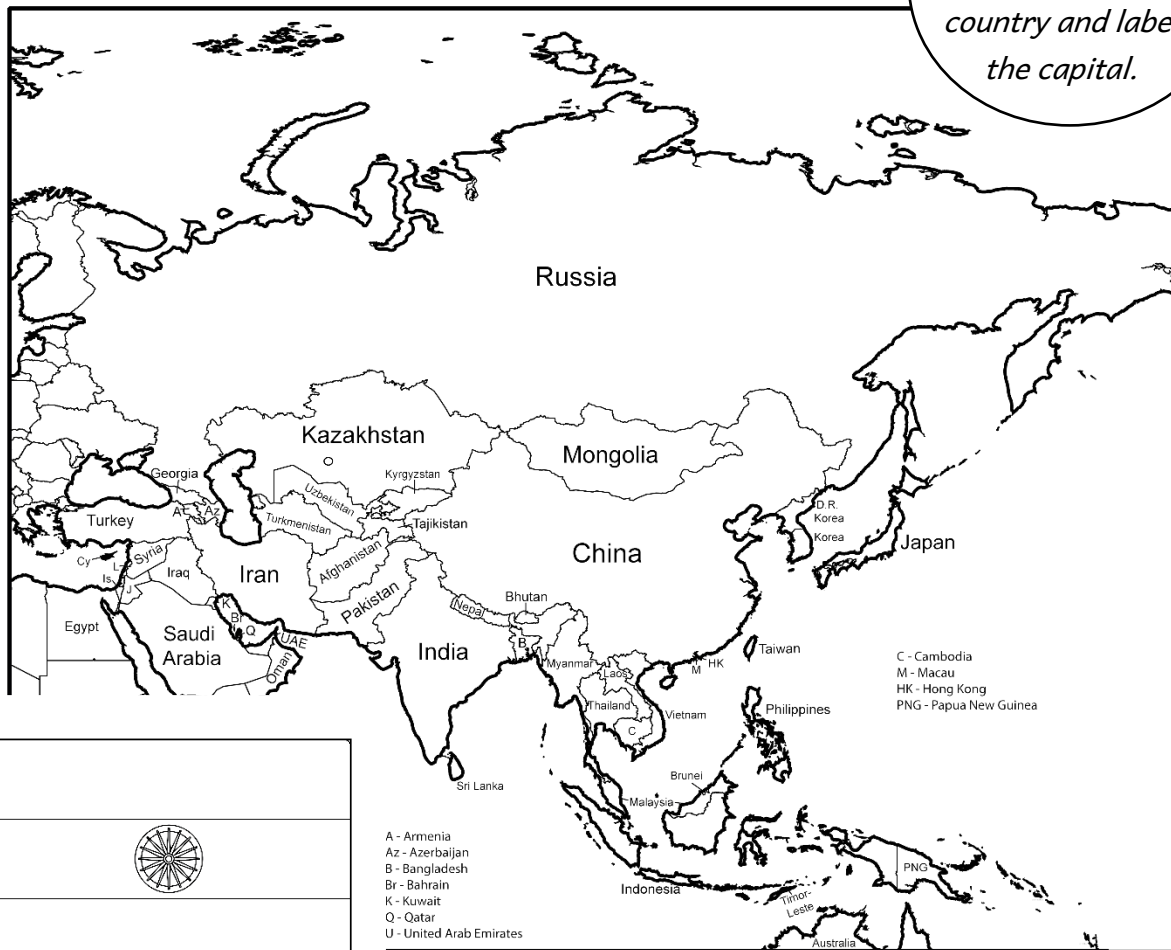 country and labe
the capital.
Russia
Kazakhstan
Mongolia
Georgia
Kyrgyzstan
Uzbekistan
A
Az
D.R.
Korea
Turkey
Turkmenistan
Tajikistan
Korea
Japan
China
Cy
L
Syria
Afghanistan
Is
J
Iraq
Iran
Pakistan
Nepal
Bhutan
K
Br
Q
UAE
Egypt
Saudi
Arabia
Oman
India
B
Myanmar
Laos
M
HK
Taiwan
C - Cambodia
M - Macau
HK - Hong Kong
PNG - Papua New Guinea
Thailand
Vietnam
Philippines
C
Sri Lanka
Brunei
Malaysia
A - Armenia
Az - Azerbaijan
B - Bangladesh
Br - Bahrain
K - Kuwait
Q - Qatar
U - United Arab Emirates
Indonesia
PNG
Timor-
Leste
Australia